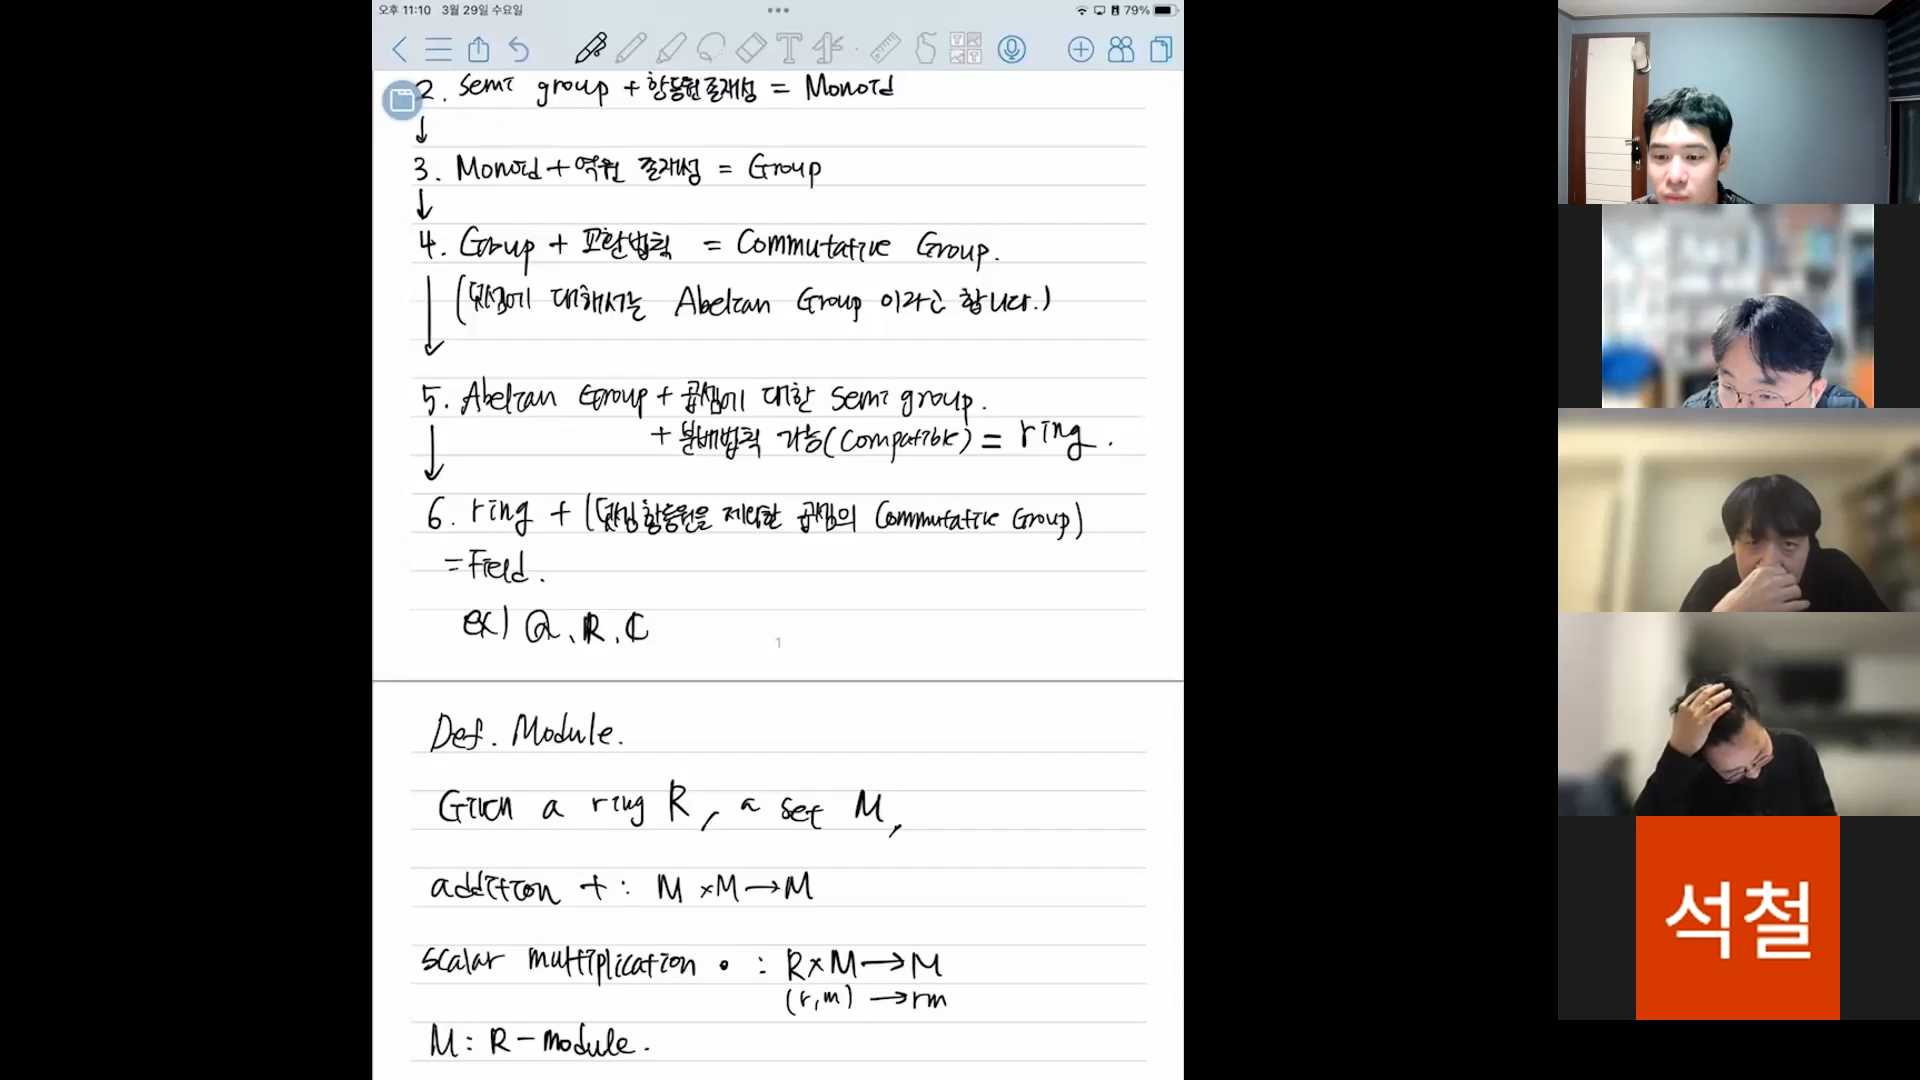 오후 11:10 3월 29일 수요일
79%
2. Semi group + 항등원 존재성 = Monoid
↓
3. Monoid + 역원 존재성 = Group
↓
4. Group + 교환법칙 = Commutative Group.
↓ (덧셈에 대해서는 Abelian Group 이라고 합니다.)
5. Abelian Group + 곱셈에 대한 Semi group.
↓ + 분배법칙 가능(Compatible) = ring.
6. ring + (덧셈 항등원을 제외한 곱셈의 Commutative Group)
= Field.
ex) Q, R, C
1
Def. Module.
Given a ring R, a set M,
addition + : M × M → M
scalar multiplication • : R × M → M
(r, m) → rm
M : R - module.
석철